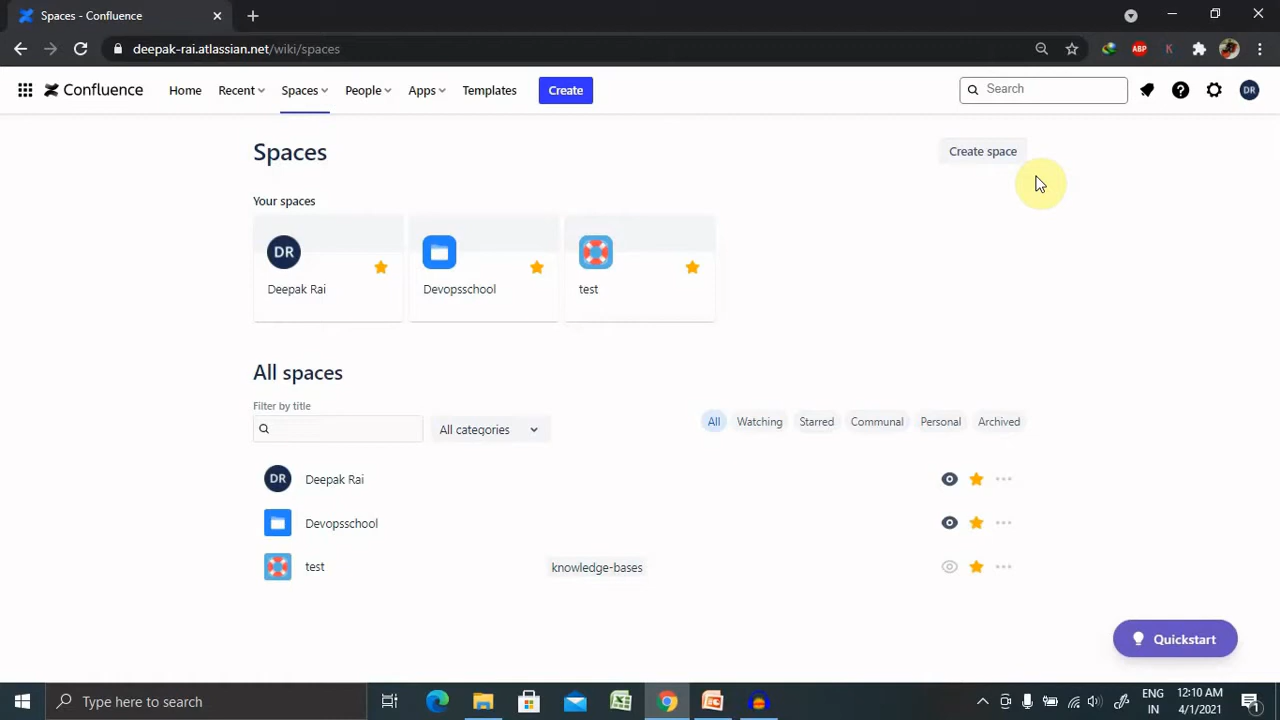 Spaces - Confluence
deepak-rai.atlassian.net/wiki/spaces
ABP
K
Confluence
Home
Recent
Spaces
People
Apps
Templates
Create
Search
DR
Spaces
Create space
Your spaces
DR
Deepak Rai
Devopsschool
test
All spaces
Filter by title
All categories
All
Watching
Starred
Communal
Personal
Archived
DR
Deepak Rai
Devopsschool
test
knowledge-bases
Quickstart
Type here to search
ENG
IN
12:10 AM
4/1/2021
1